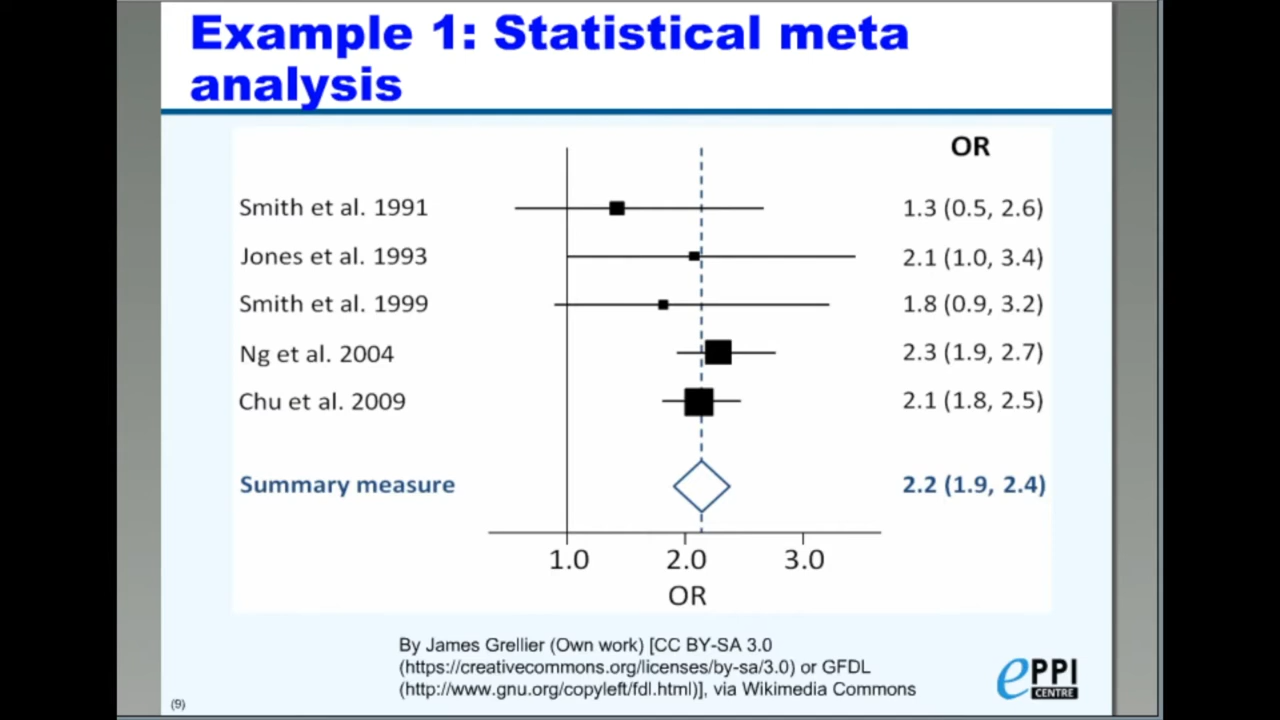 Example 1: Statistical meta
analysis
OR
Smith et al. 1991 1.3 (0.5, 2.6)
Jones et al. 1993 2.1 (1.0, 3.4)
Smith et al. 1999 1.8 (0.9, 3.2)
Ng et al. 2004 2.3 (1.9, 2.7)
Chu et al. 2009 2.1 (1.8, 2.5)
Summary measure 2.2 (1.9, 2.4)
1.0 2.0 3.0
OR
By James Grellier (Own work) [CC BY-SA 3.0
(https://creativecommons.org/licenses/by-sa/3.0) or GFDL
(http://www.gnu.org/copyleft/fdl.html)], via Wikimedia Commons
ePPI
CENTRE
(9)